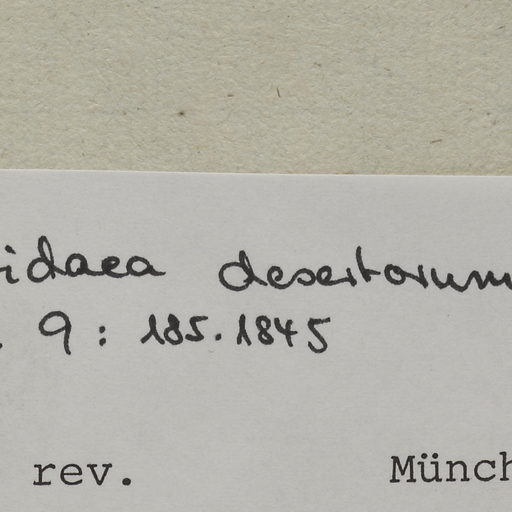 idaea desertorum
. 9 : 185.1845
rev. Münch